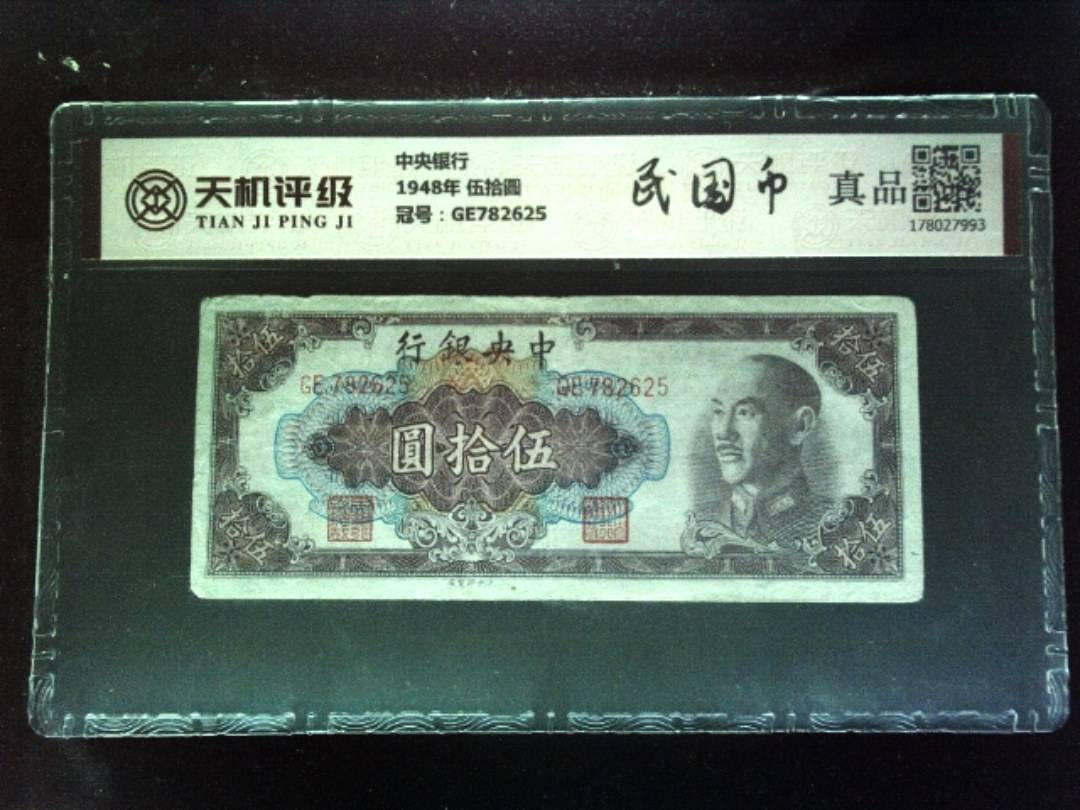 天机评级
TIAN JI PING JI
中央银行
1948年 伍拾圆
冠号：GE782625
民国币
真品
178027993
行銀央中
GE 782625
GE 782625
圓拾伍
拾伍
拾伍
拾伍
拾伍